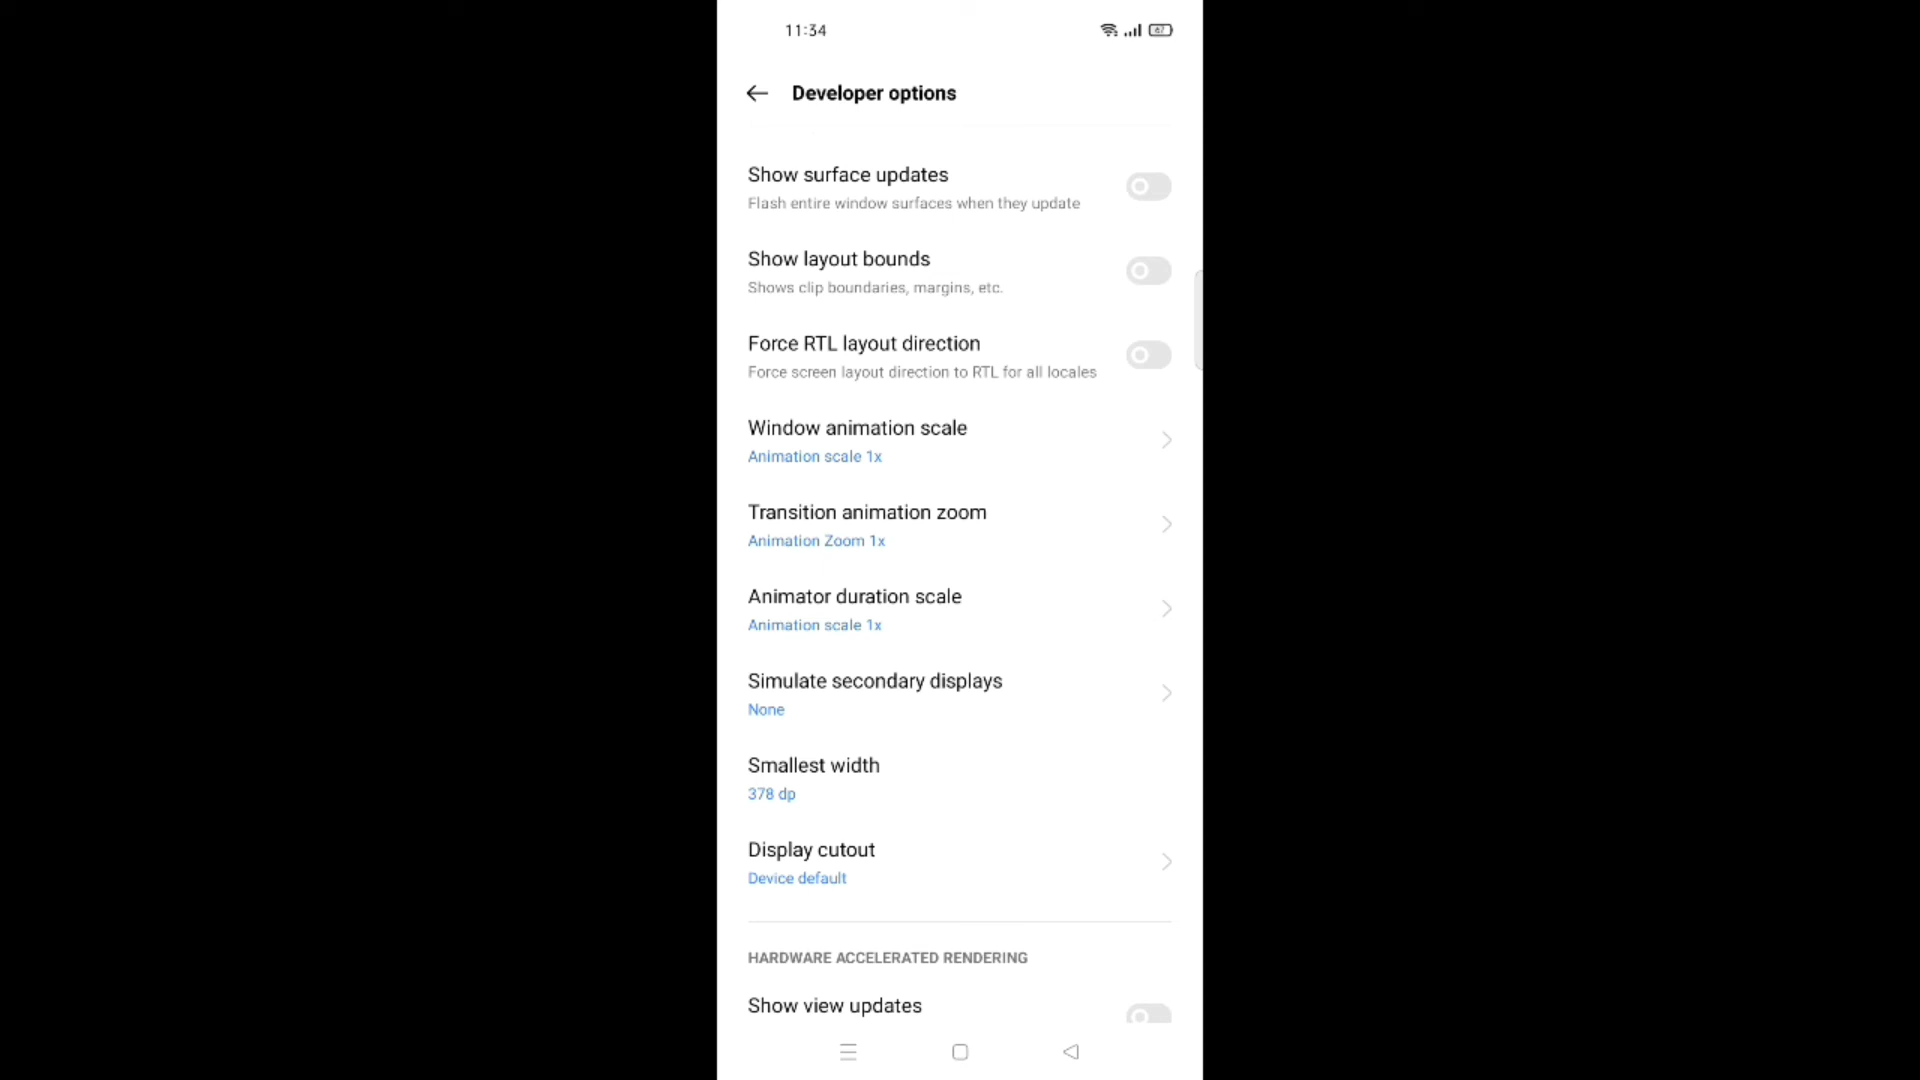 11:34
67
Developer options
Show surface updates
Flash entire window surfaces when they update
Show layout bounds
Shows clip boundaries, margins, etc.
Force RTL layout direction
Force screen layout direction to RTL for all locales
Window animation scale
Animation scale 1x
Transition animation zoom
Animation Zoom 1x
Animator duration scale
Animation scale 1x
Simulate secondary displays
None
Smallest width
378 dp
Display cutout
Device default
HARDWARE ACCELERATED RENDERING
Show view updates